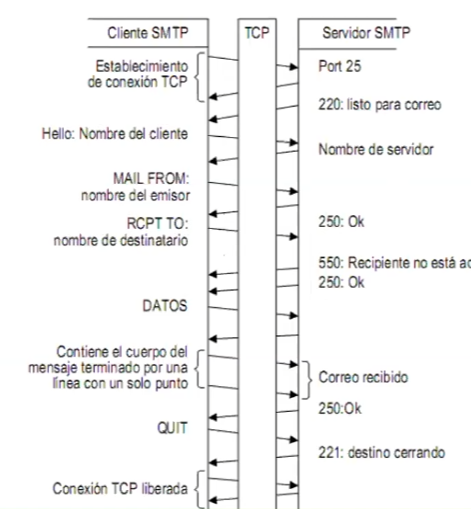 Cliente SMTP
TCP
Servidor SMTP
Establecimiento
de conexión TCP
Port 25
220: listo para correo
Hello: Nombre del cliente
Nombre de servidor
MAIL FROM:
nombre del emisor
250: Ok
RCPT TO:
nombre de destinatario
550: Recipiente no está
250: Ok
DATOS
Contiene el cuerpo del
mensaje terminado por una
línea con un solo punto
Correo recibido
250:Ok
QUIT
221: destino cerrando
Conexión TCP liberada